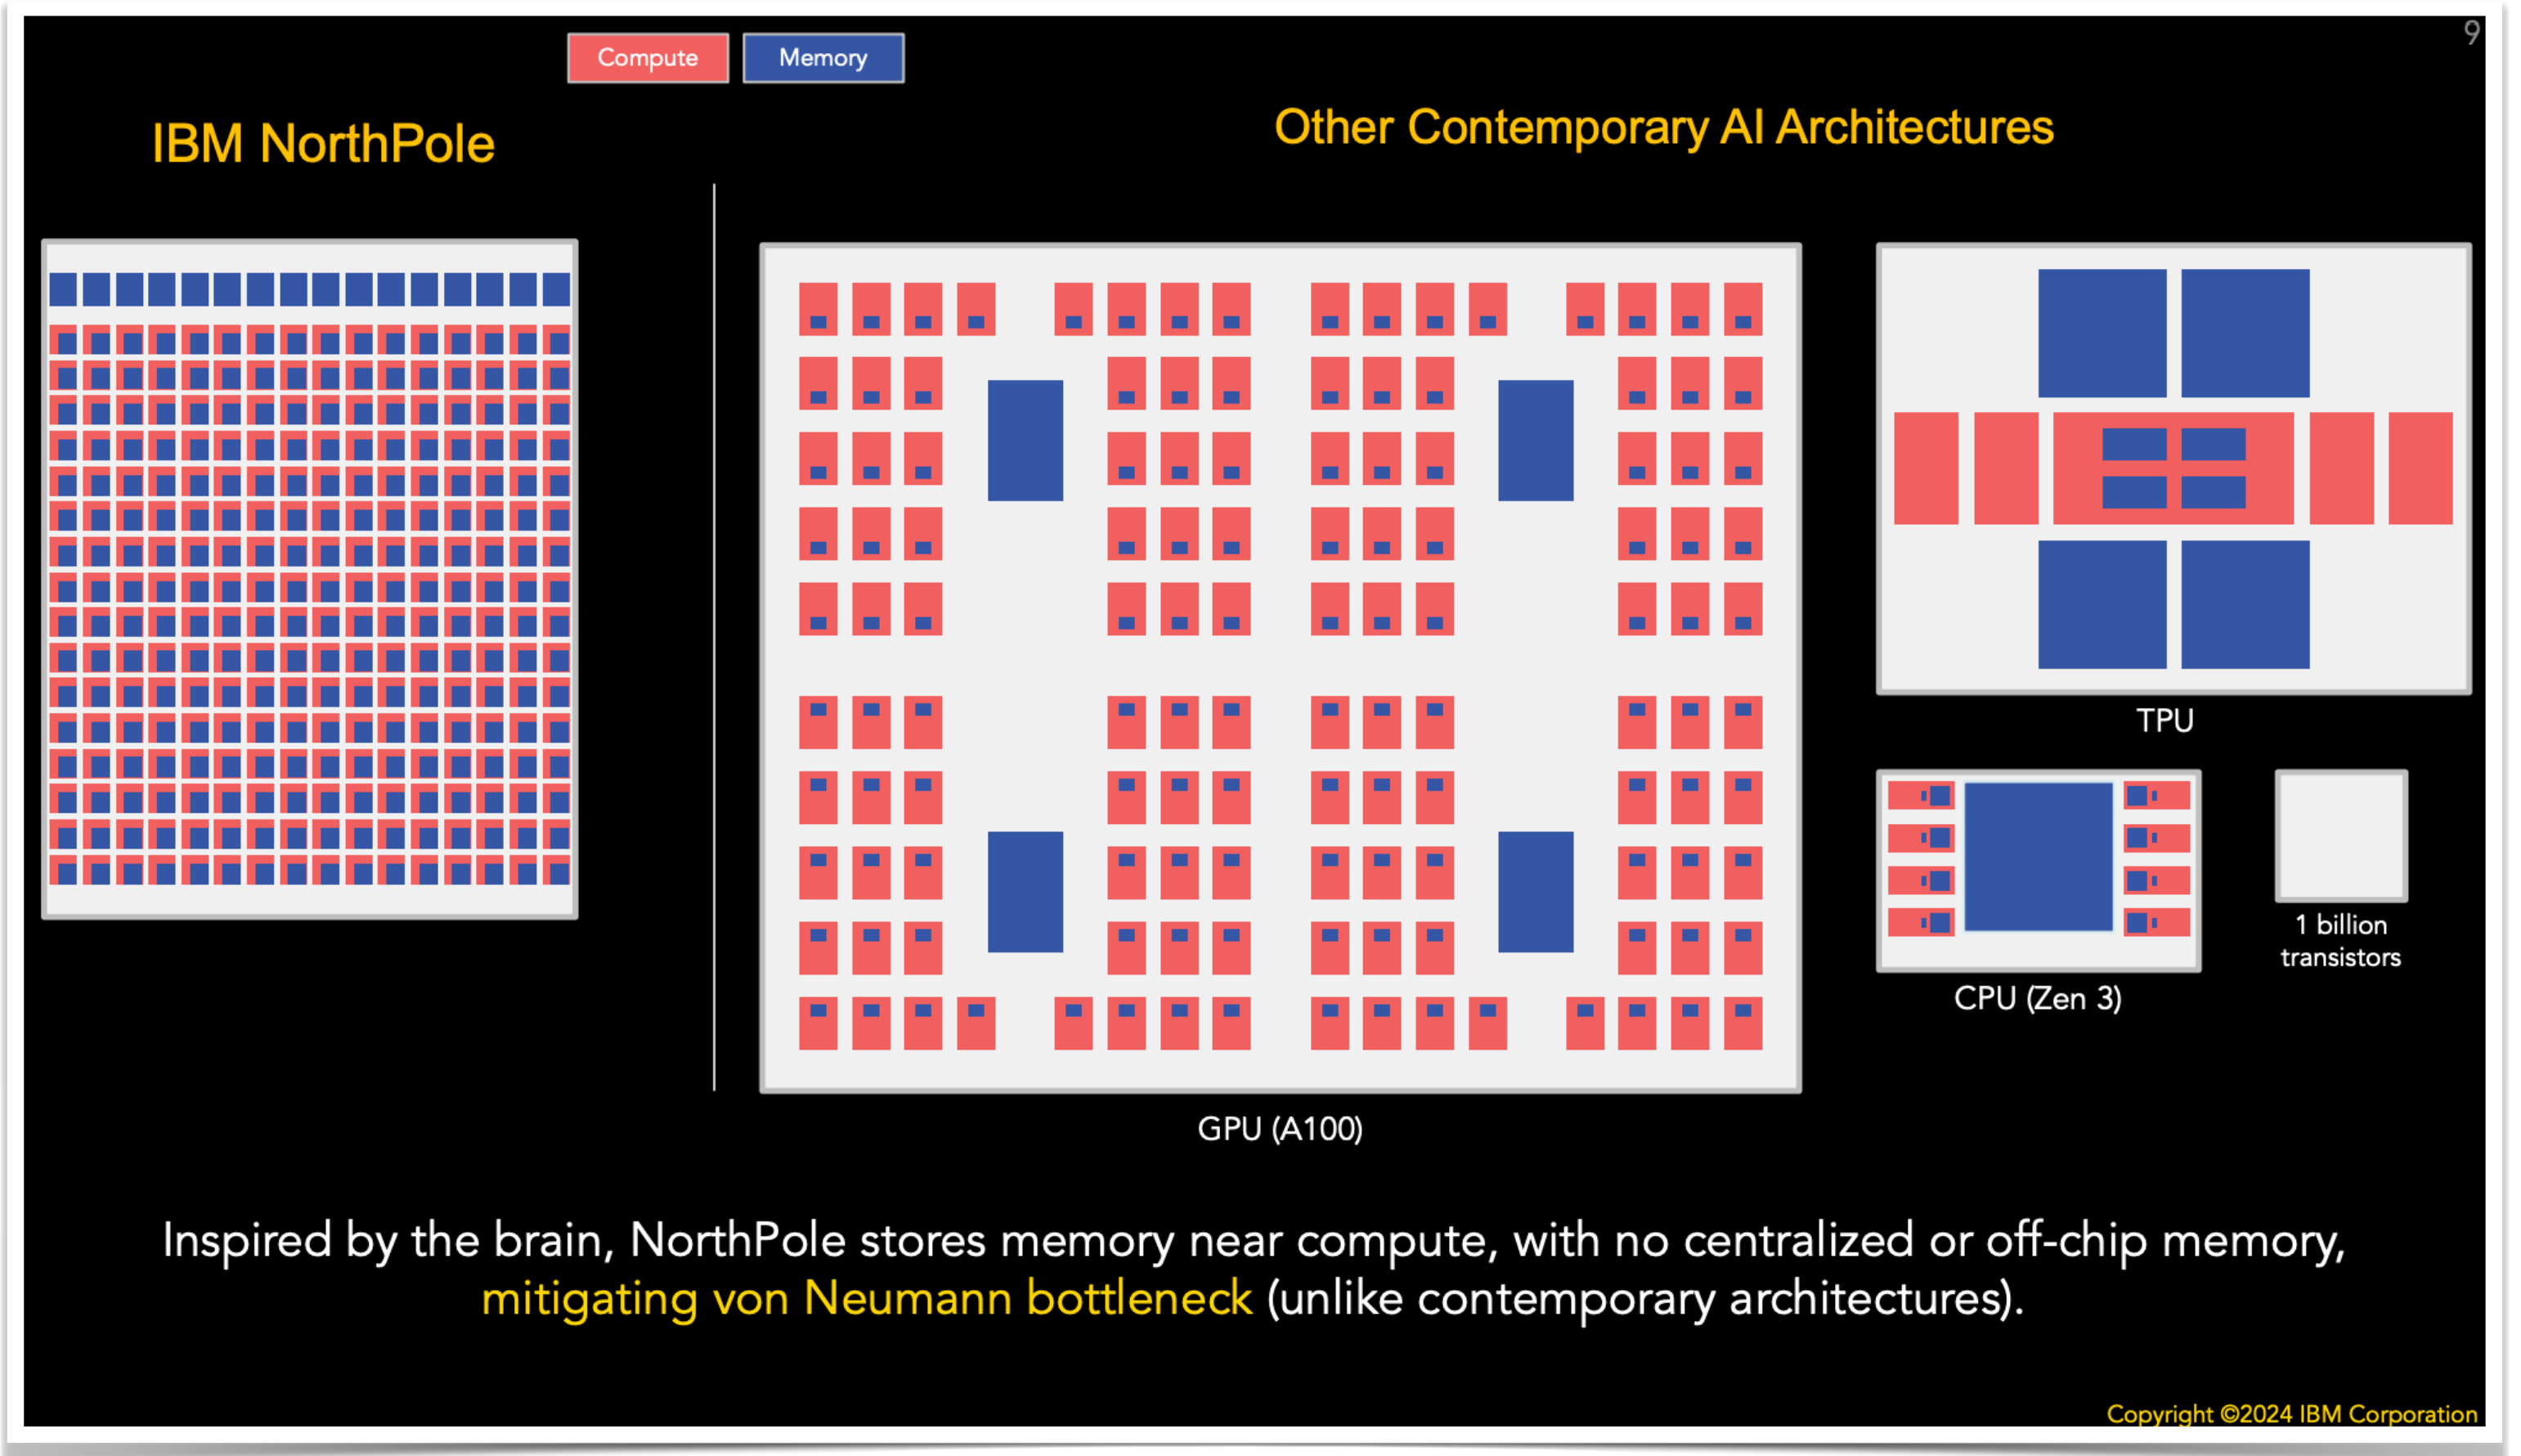 9
Compute
Memory
IBM NorthPole
Other Contemporary AI Architectures
TPU
CPU (Zen 3)
1 billion
transistors
GPU (A100)
Inspired by the brain, NorthPole stores memory near compute, with no centralized or off-chip memory,
mitigating von Neumann bottleneck (unlike contemporary architectures).
Copyright ©2024 IBM Corporation